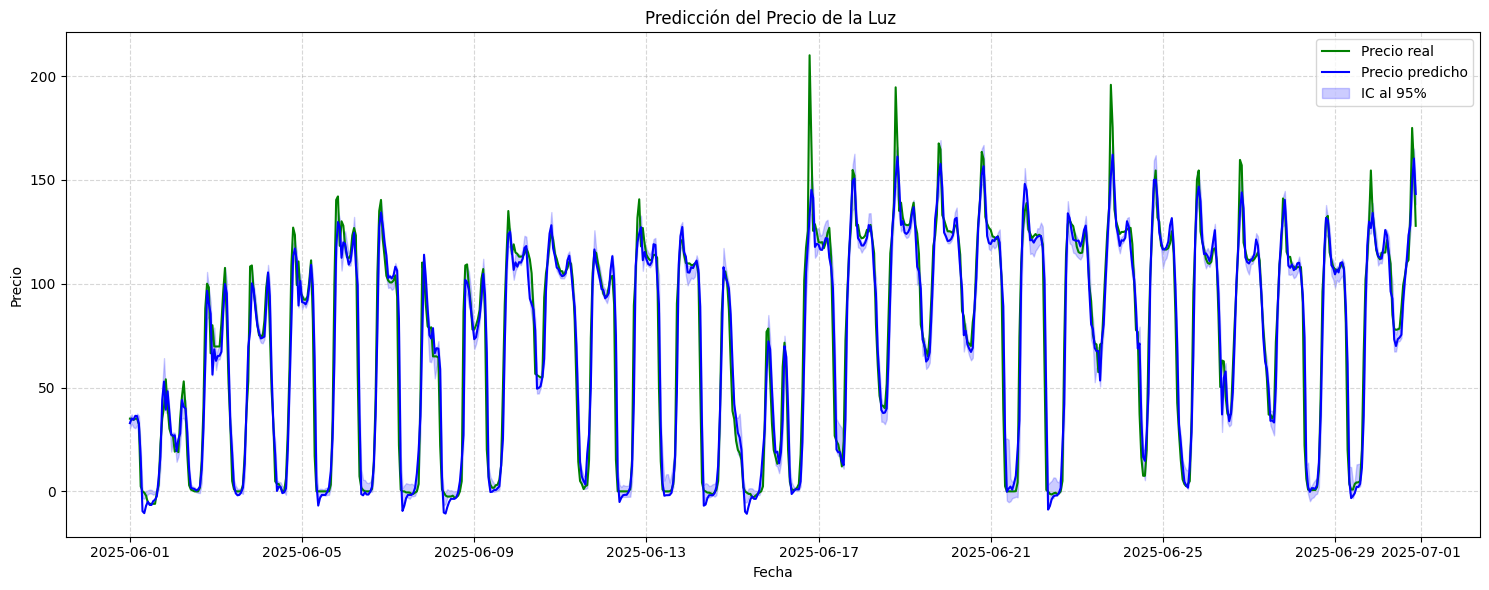 Predicción del Precio de la Luz
Precio real
Precio predicho
IC al 95%
Precio
200
150
100
50
0
2025-06-01
2025-06-05
2025-06-09
2025-06-13
2025-06-17
2025-06-21
2025-06-25
2025-06-29
2025-07-01
Fecha